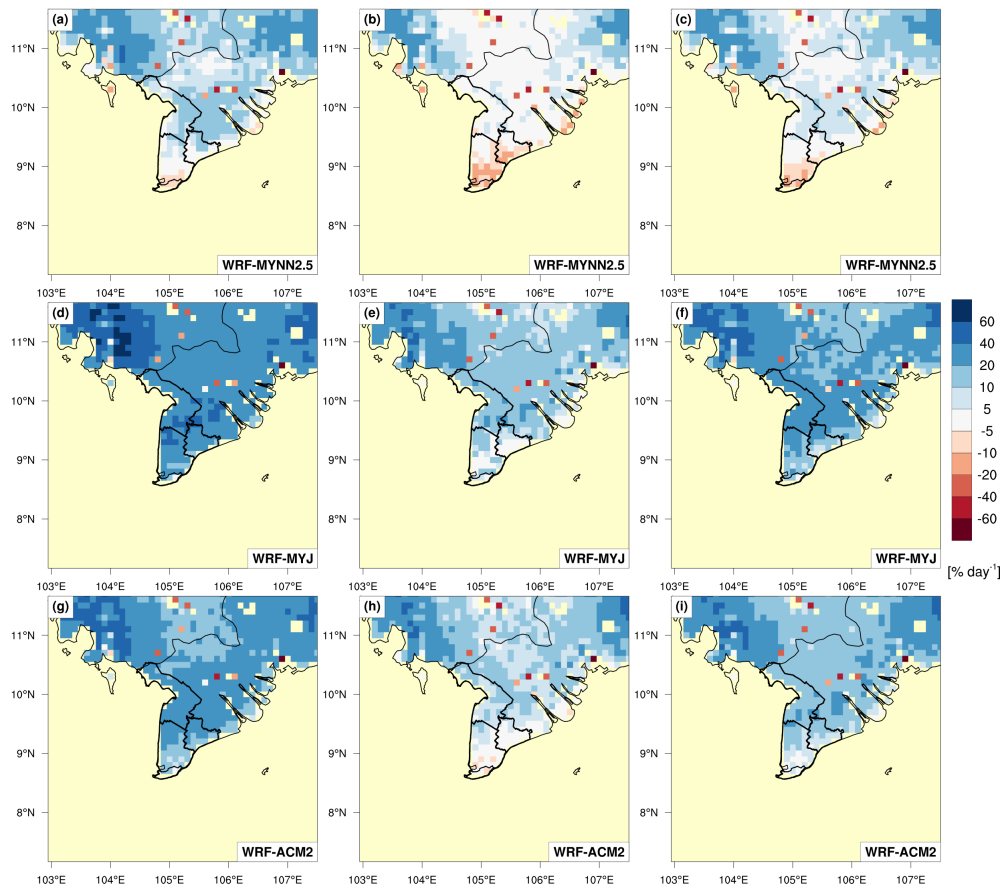 (a) (b) (c)
11°N
10°N
9°N
8°N
WRF-MYNN2.5 WRF-MYNN2.5 WRF-MYNN2.5
103°E 104°E 105°E 106°E 107°E 103°E 104°E 105°E 106°E 107°E 103°E 104°E 105°E 106°E 107°E
(d) (e) (f)
11°N
10°N
9°N
8°N
WRF-MYJ WRF-MYJ WRF-MYJ
103°E 104°E 105°E 106°E 107°E 103°E 104°E 105°E 106°E 107°E 103°E 104°E 105°E 106°E 107°E
60
40
20
10
5
-5
-10
-20
-40
-60
[% day-1]
(g) (h) (i)
11°N
10°N
9°N
8°N
WRF-ACM2 WRF-ACM2 WRF-ACM2
103°E 104°E 105°E 106°E 107°E 103°E 104°E 105°E 106°E 107°E 103°E 104°E 105°E 106°E 107°E